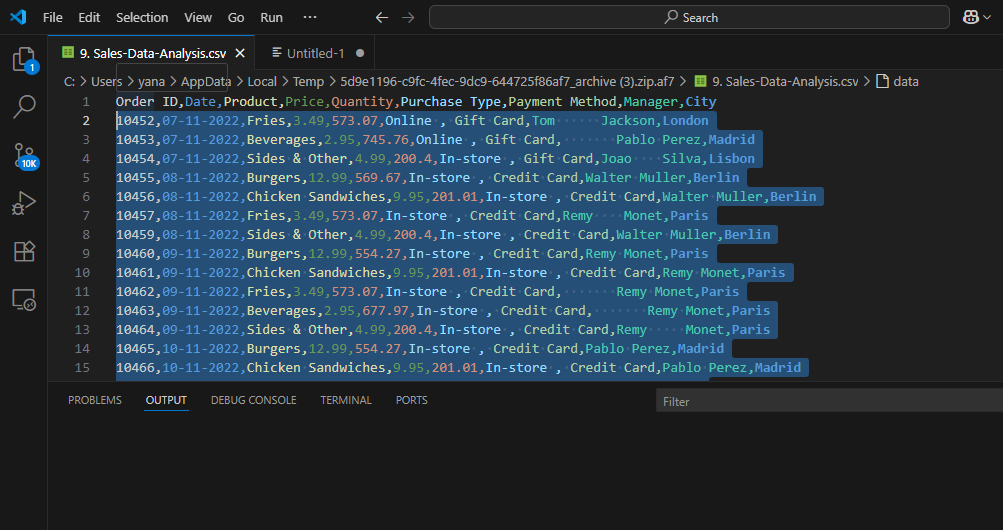 File Edit Selection View Go Run ··· Search
9. Sales-Data-Analysis.csv Untitled-1
C: > Users > yana > AppData > Local > Temp > 5d9e1196-c9fc-4fec-9dc9-644725f86af7_archive (3).zip.af7 > 9. Sales-Data-Analysis.csv > data
1 Order ID,Date,Product,Price,Quantity,Purchase Type,Payment Method,Manager,City
2 10452,07-11-2022,Fries,3.49,573.07,Online·,·Gift·Card,Tom······Jackson,London
3 10453,07-11-2022,Beverages,2.95,745.76,Online·,·Gift·Card,·······Pablo·Perez,Madrid
4 10454,07-11-2022,Sides·&·Other,4.99,200.4,In-store·,·Gift·Card,Joao····Silva,Lisbon
5 10455,08-11-2022,Burgers,12.99,569.67,In-store·,·Credit·Card,Walter·Muller,Berlin
6 10456,08-11-2022,Chicken·Sandwiches,9.95,201.01,In-store·,·Credit·Card,Walter·Muller,Berlin
7 10457,08-11-2022,Fries,3.49,573.07,In-store·,·Credit·Card,Remy····Monet,Paris
8 10459,08-11-2022,Sides·&·Other,4.99,200.4,In-store·,·Credit·Card,Walter·Muller,Berlin
9 10460,09-11-2022,Burgers,12.99,554.27,In-store·,·Credit·Card,Remy·Monet,Paris
10 10461,09-11-2022,Chicken·Sandwiches,9.95,201.01,In-store·,·Credit·Card,Remy·Monet,Paris
11 10462,09-11-2022,Fries,3.49,573.07,In-store·,·Credit·Card,·······Remy·Monet,Paris
12 10463,09-11-2022,Beverages,2.95,677.97,In-store·,·Credit·Card,·······Remy·Monet,Paris
13 10464,09-11-2022,Sides·&·Other,4.99,200.4,In-store·,·Credit·Card,Remy·····Monet,Paris
14 10465,10-11-2022,Burgers,12.99,554.27,In-store·,·Credit·Card,Pablo·Perez,Madrid
15 10466,10-11-2022,Chicken·Sandwiches,9.95,201.01,In-store·,·Credit·Card,Pablo·Perez,Madrid
1
10K
PROBLEMS OUTPUT DEBUG CONSOLE TERMINAL PORTS Filter